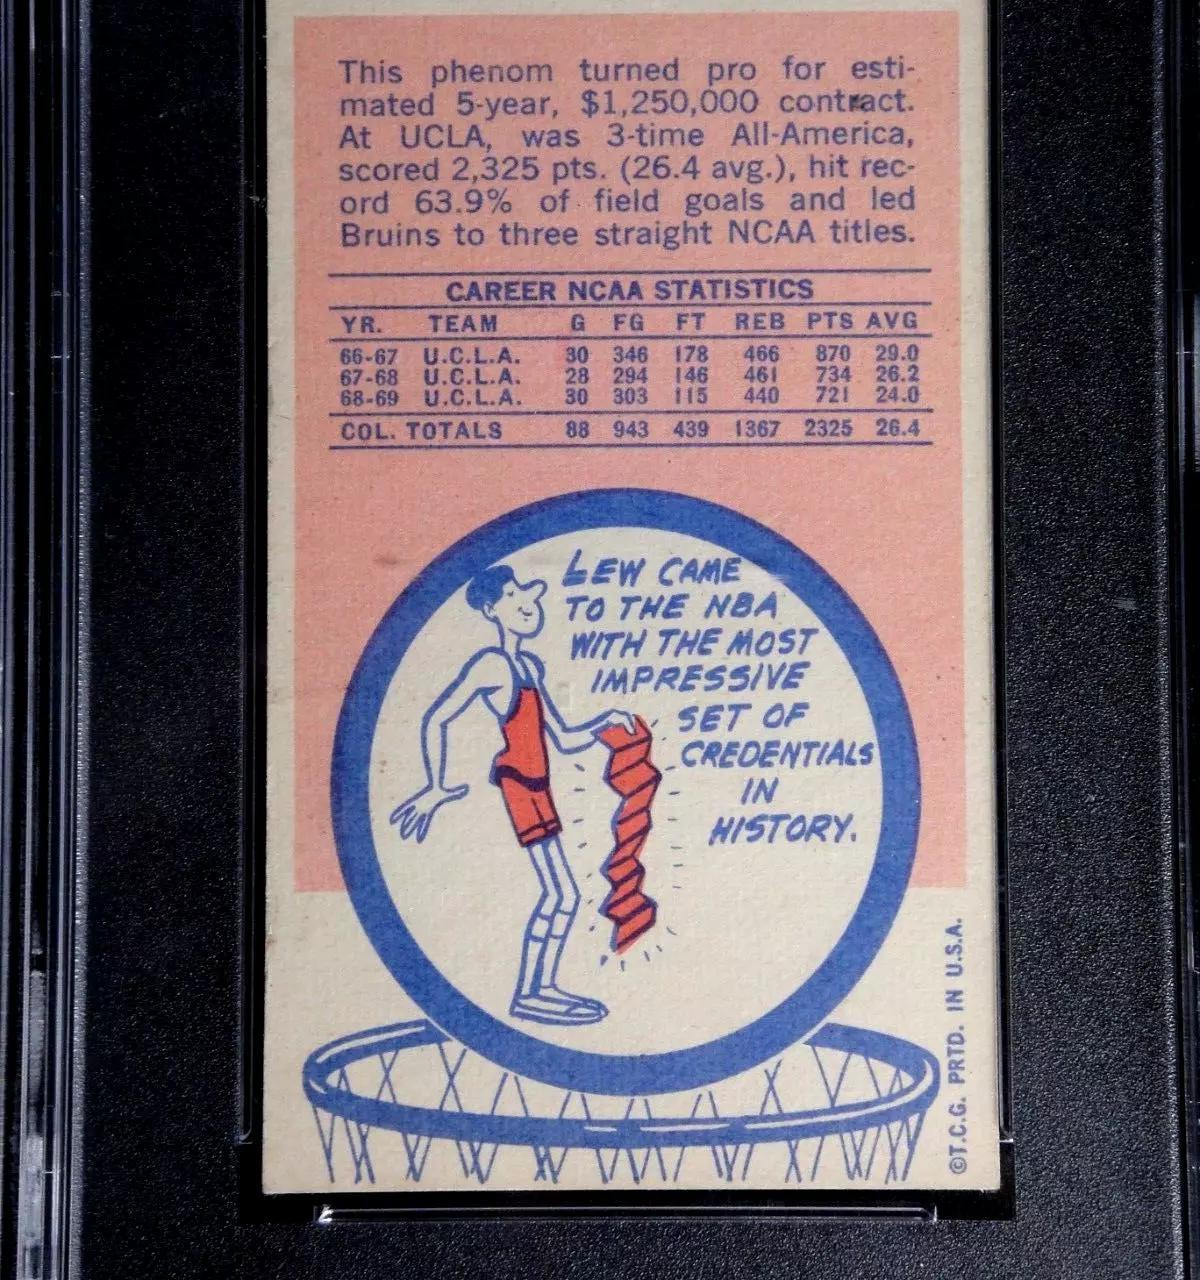 This phenom turned pro for esti-
mated 5-year, $1,250,000 contract.
At UCLA, was 3-time All-America,
scored 2,325 pts. (26.4 avg.), hit rec-
ord 63.9% of field goals and led
Bruins to three straight NCAA titles.
CAREER NCAA STATISTICS
YR. TEAM G FG FT REB PTS AVG
66-67 U.C.L.A. 30 346 178 466 870 29.0
67-68 U.C.L.A. 28 294 146 461 734 26.2
68-69 U.C.L.A. 30 303 115 440 721 24.0
COL. TOTALS 88 943 439 1367 2325 26.4
LEW CAME
TO THE NBA
WITH THE MOST
IMPRESSIVE
SET OF
CREDENTIALS
IN
HISTORY.
©T.C.G. PRTD. IN U.S.A.